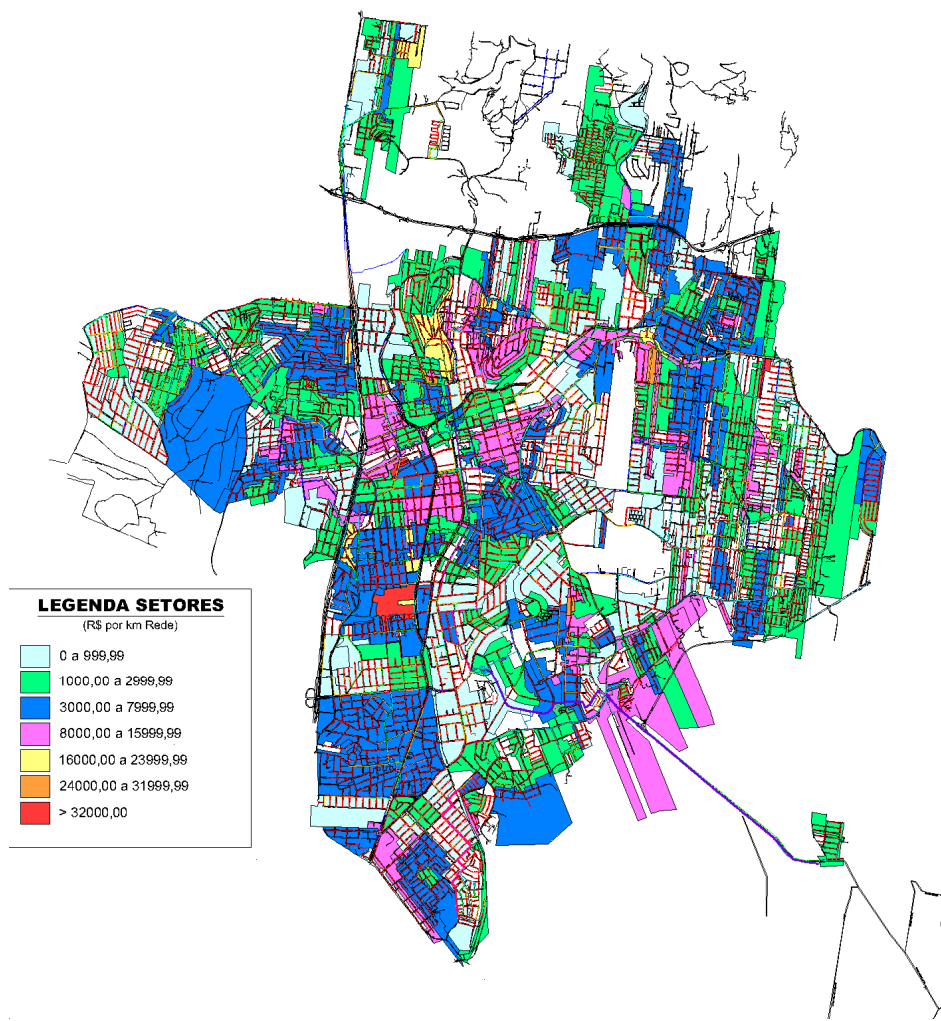 LEGENDA SETORES
(R$ por km Rede)
0 a 999,99
1000,00 a 2999,99
3000,00 a 7999,99
8000,00 a 15999,99
16000,00 a 23999,99
24000,00 a 31999,99
> 32000,00